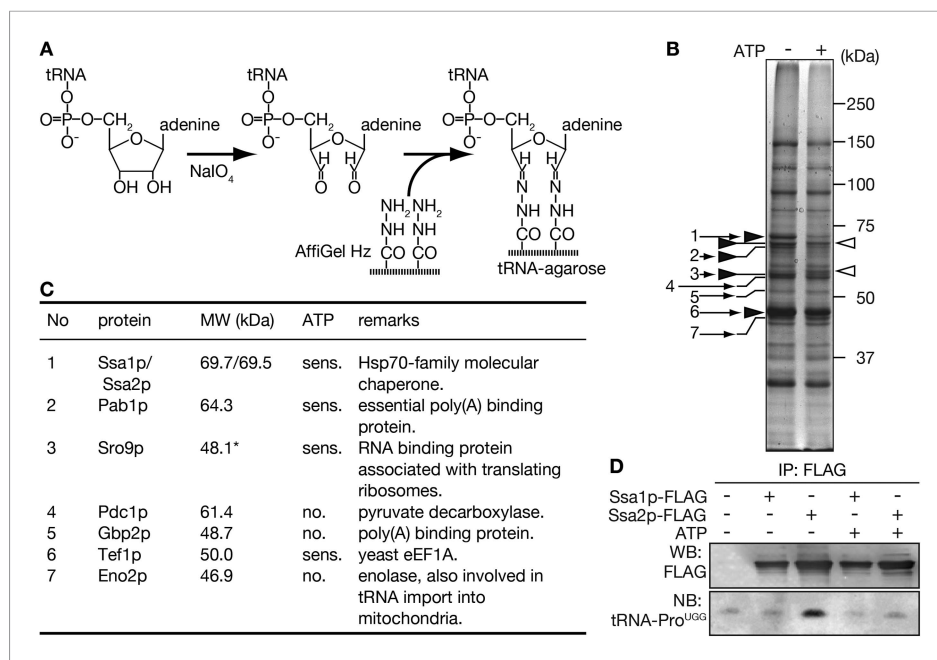 A
tRNA
O
O=P-O-CH2
O-
O
adenine
OH OH
NaIO4
tRNA
O
O=P-O-CH2
O-
O
adenine
H H
C C
O O
NH2 NH2
NH NH
CO CO
AffiGel Hz
tRNA
O
O=P-O-CH2
O-
O
adenine
H H
C C
N N
NH NH
CO CO
tRNA-agarose
B
ATP - + (kDa)
250
150
100
75
50
37
1
2
3
4
5
6
7
C
No protein MW (kDa) ATP remarks
1 Ssa1p/ 69.7/69.5 sens. Hsp70-family molecular
Ssa2p chaperone.
2 Pab1p 64.3 sens. essential poly(A) binding
protein.
3 Sro9p 48.1* sens. RNA binding protein
associated with translating
ribosomes.
4 Pdc1p 61.4 no. pyruvate decarboxylase.
5 Gbp2p 48.7 no. poly(A) binding protein.
6 Tef1p 50.0 sens. yeast eEF1A.
7 Eno2p 46.9 no. enolase, also involved in
tRNA import into
mitochondria.
D
IP: FLAG
Ssa1p-FLAG - + - + -
Ssa2p-FLAG - - + - +
ATP - - - + +
WB:
FLAG
NB:
tRNA-ProUGG